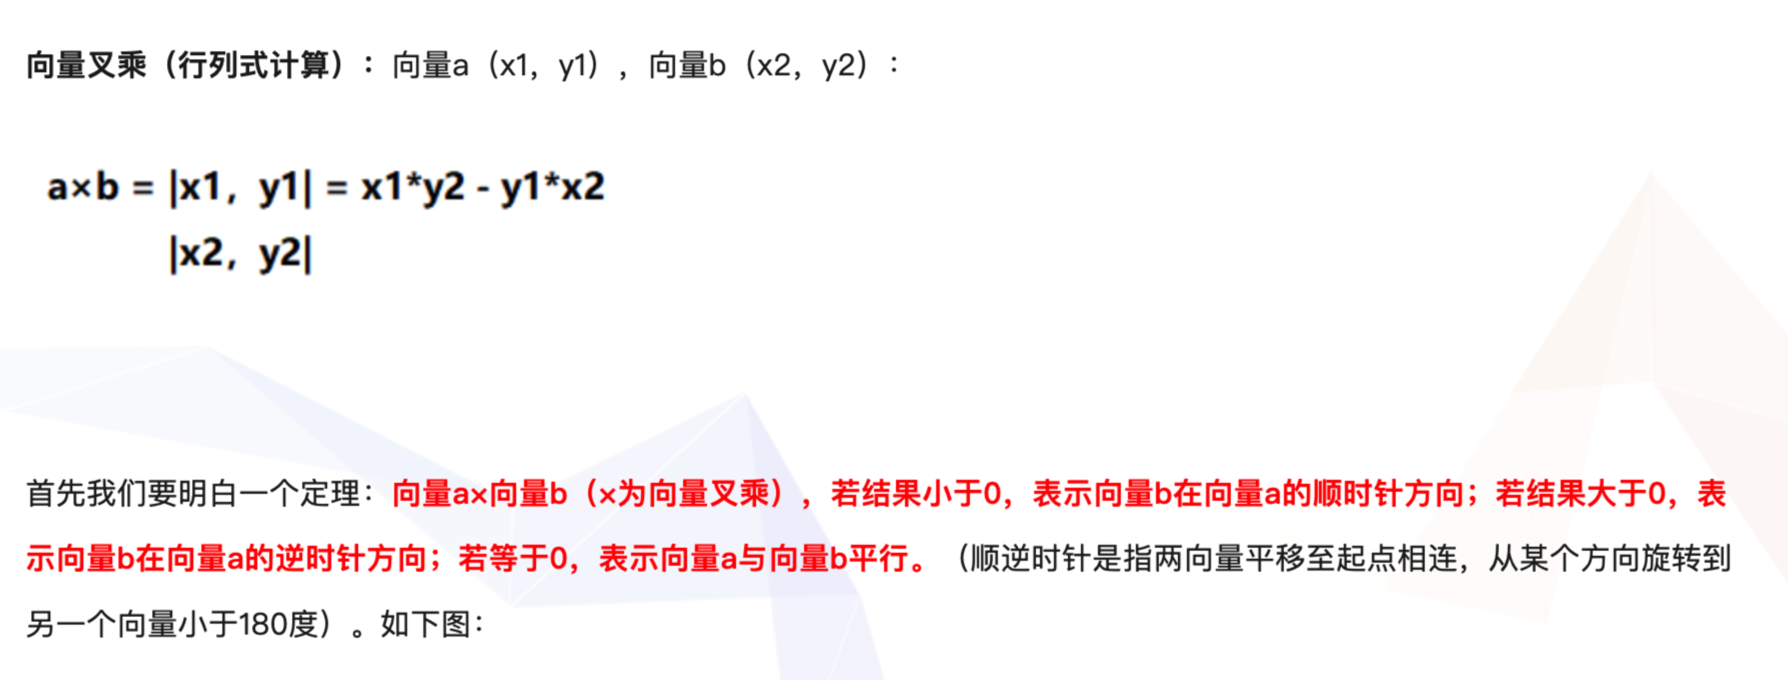 向量叉乘（行列式计算）：向量a（x1，y1），向量b（x2，y2）：
a×b = |x1，y1| = x1*y2 - y1*x2
|x2，y2|
首先我们要明白一个定理：向量a×向量b（×为向量叉乘），若结果小于0，表示向量b在向量a的顺时针方向；若结果大于0，表
示向量b在向量a的逆时针方向；若等于0，表示向量a与向量b平行。（顺逆时针是指两向量平移至起点相连，从某个方向旋转到
另一个向量小于180度）。如下图：